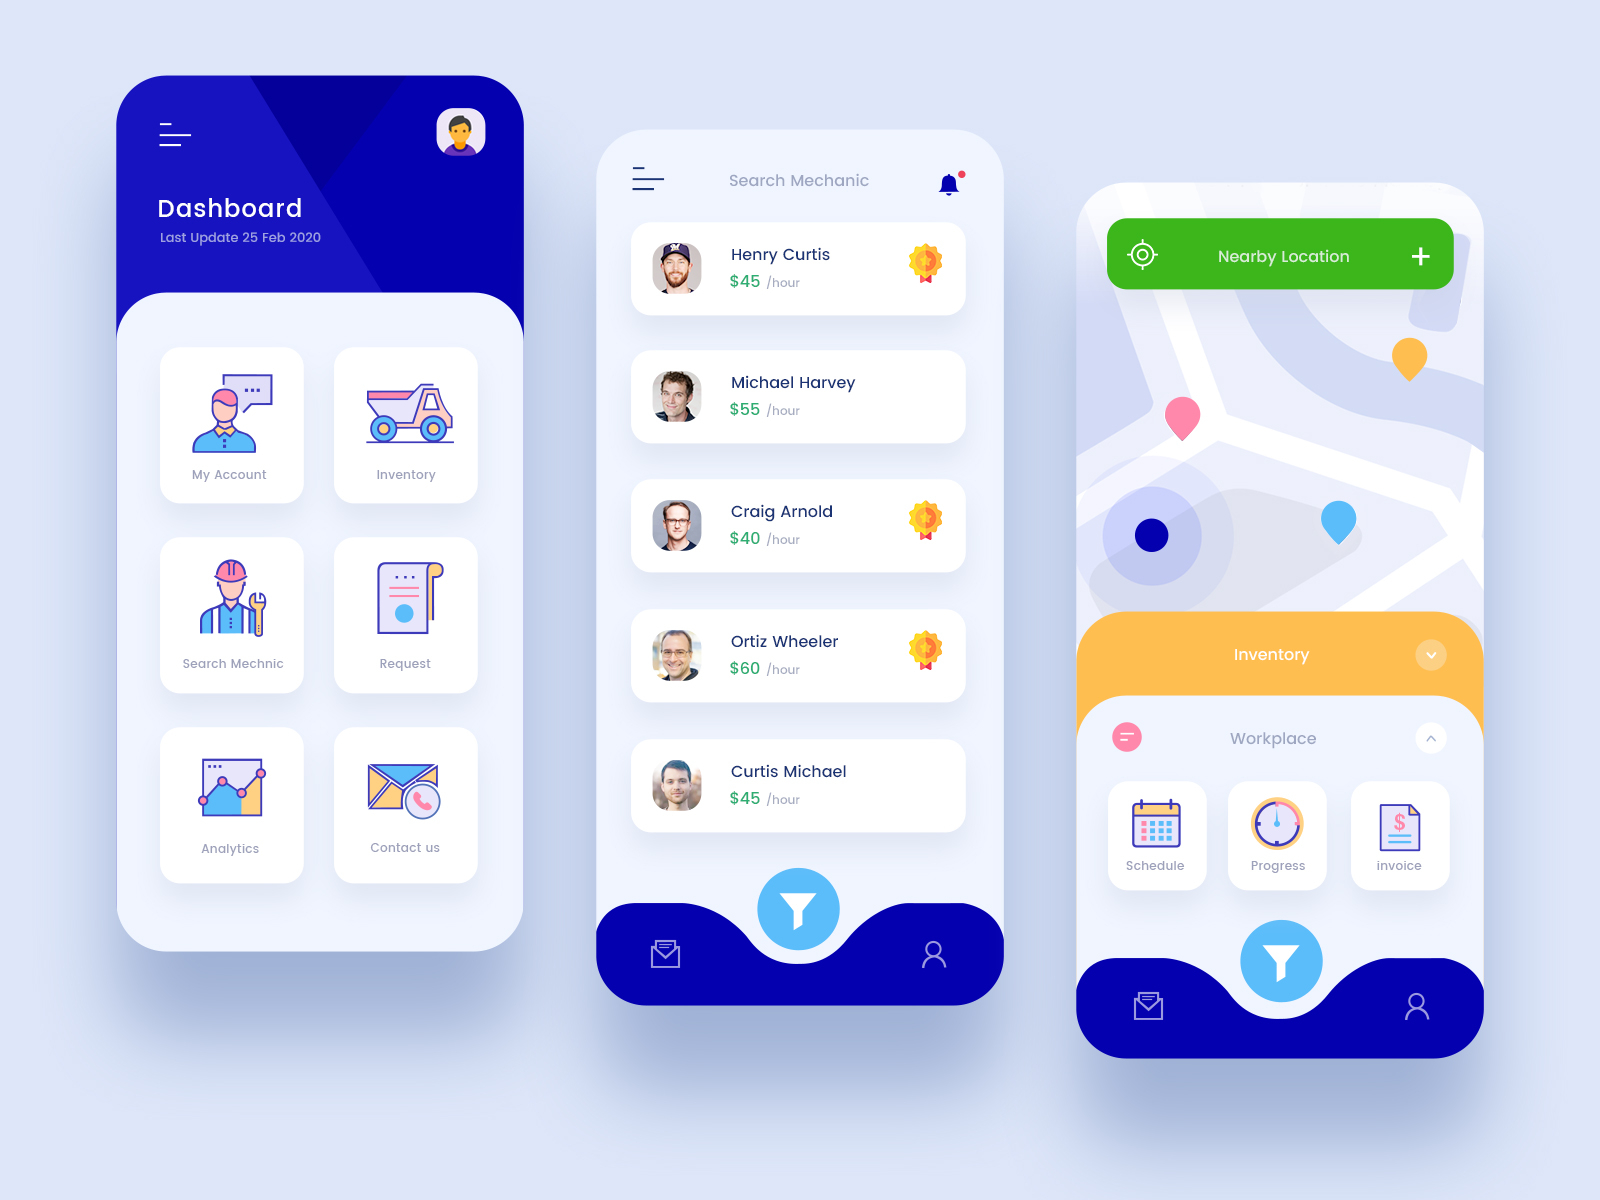 Dashboard
Last Update 25 Feb 2020
My Account
Inventory
Search Mechnic
Request
Analytics
Contact us
Search Mechanic
Henry Curtis
$45 /hour
Michael Harvey
$55 /hour
Craig Arnold
$40 /hour
Ortiz Wheeler
$60 /hour
Curtis Michael
$45 /hour
Nearby Location
Inventory
Workplace
$
Schedule
Progress
invoice